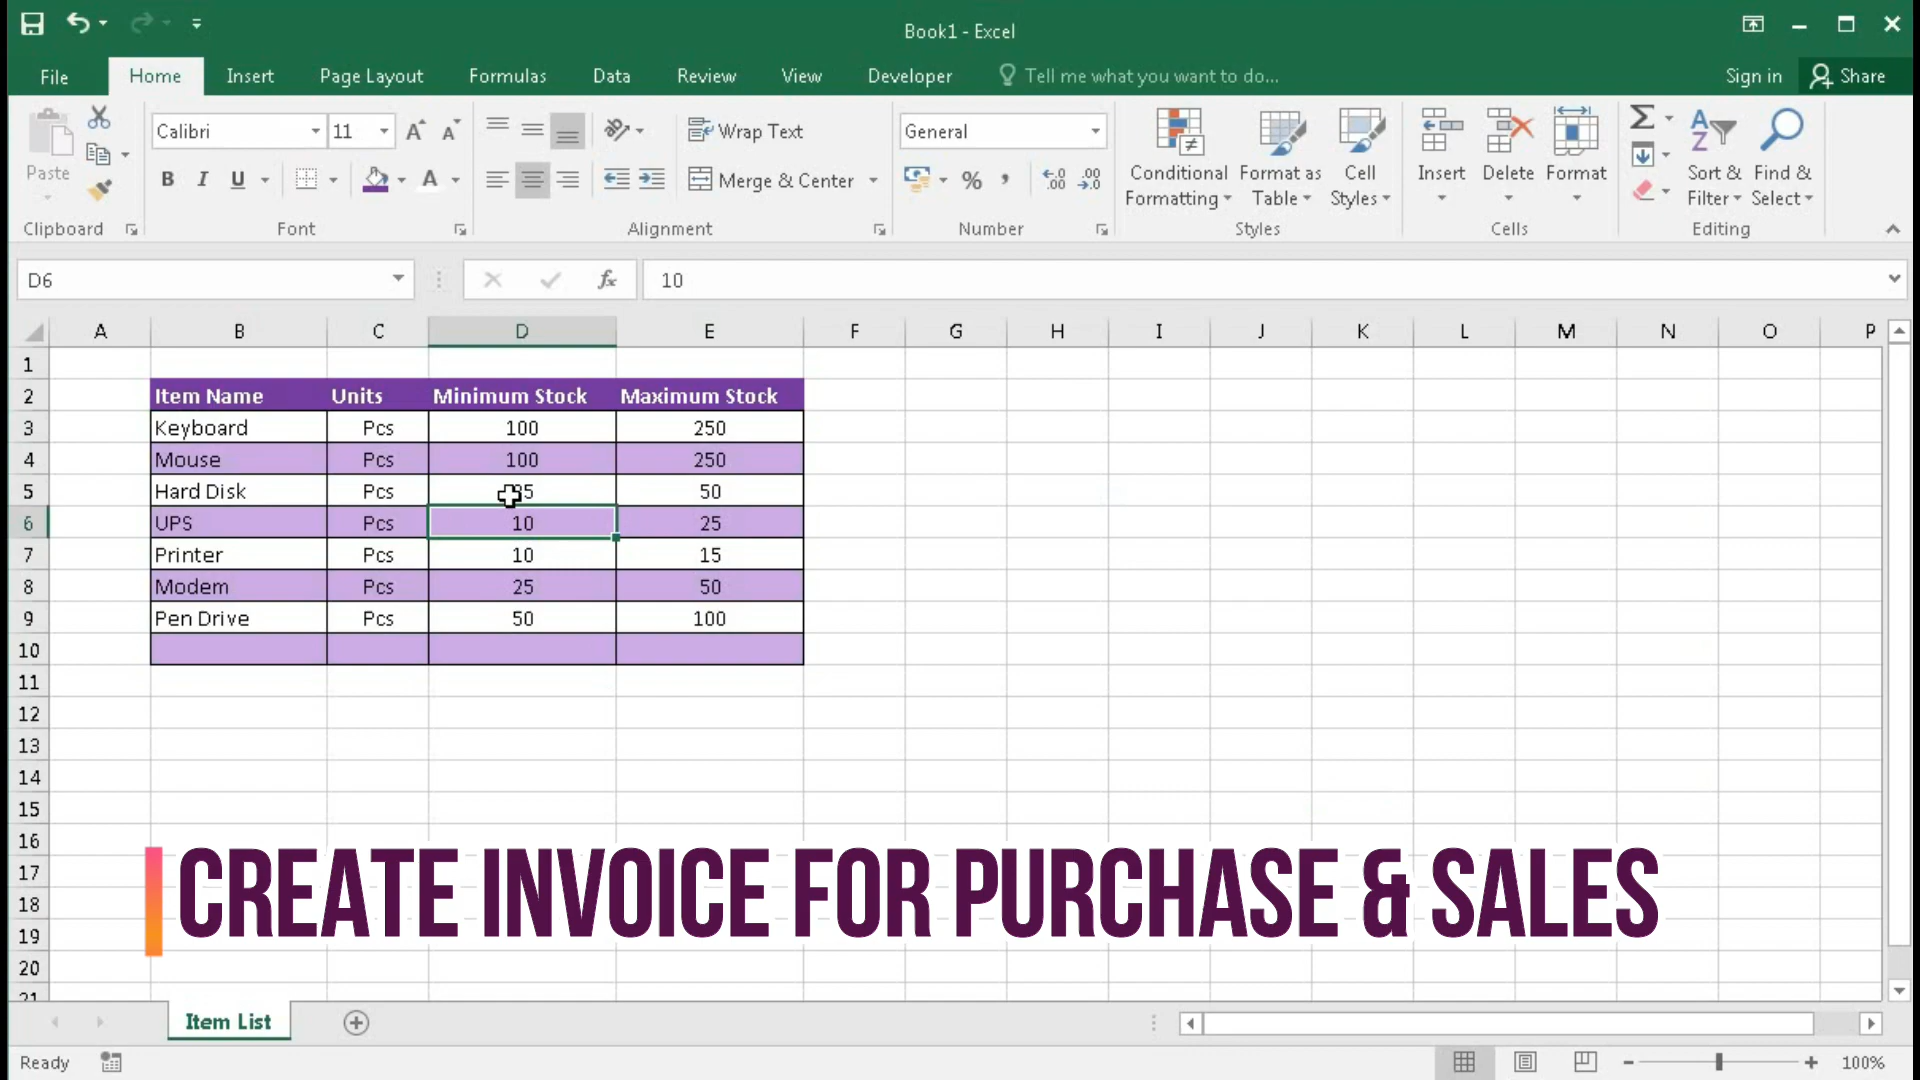 Book1 - Excel
File Home Insert Page Layout Formulas Data Review View Developer Tell me what you want to do... Sign in Share
Calibri 11 Wrap Text General
Paste B I U Merge & Center % , Conditional Formatting Format as Table Cell Styles Insert Delete Format Sort & Filter Find & Select
Clipboard Font Alignment Number Styles Cells Editing
D6 fx 10
A B C D E F G H I J K L M N O P
1
2 Item Name Units Minimum Stock Maximum Stock
3 Keyboard Pcs 100 250
4 Mouse Pcs 100 250
5 Hard Disk Pcs 50
6 UPS Pcs 10 25
7 Printer Pcs 10 15
8 Modem Pcs 25 50
9 Pen Drive Pcs 50 100
10
11
12
13
14
15
16
17
18
19
20
21
CREATE INVOICE FOR PURCHASE & SALES
Item List
Ready 100%